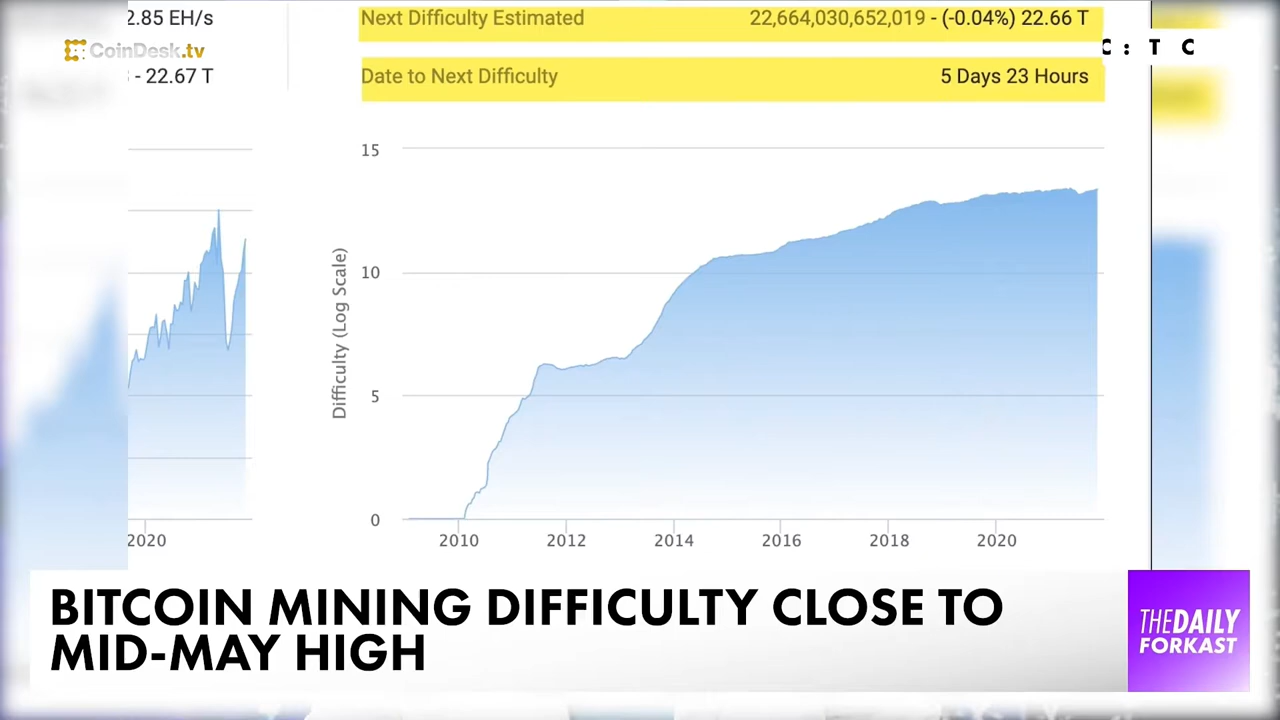 2.85 EH/s
Next Difficulty Estimated
22,664,030,652,019 - (-0.04%) 22.66 T
CoinDesk.tv
C : T C
- 22.67 T
Date to Next Difficulty
5 Days 23 Hours
15
10
5
0
Difficulty (Log Scale)
2020
2010
2012
2014
2016
2018
2020
BITCOIN MINING DIFFICULTY CLOSE TO
MID-MAY HIGH
THE DAILY
FORKAST